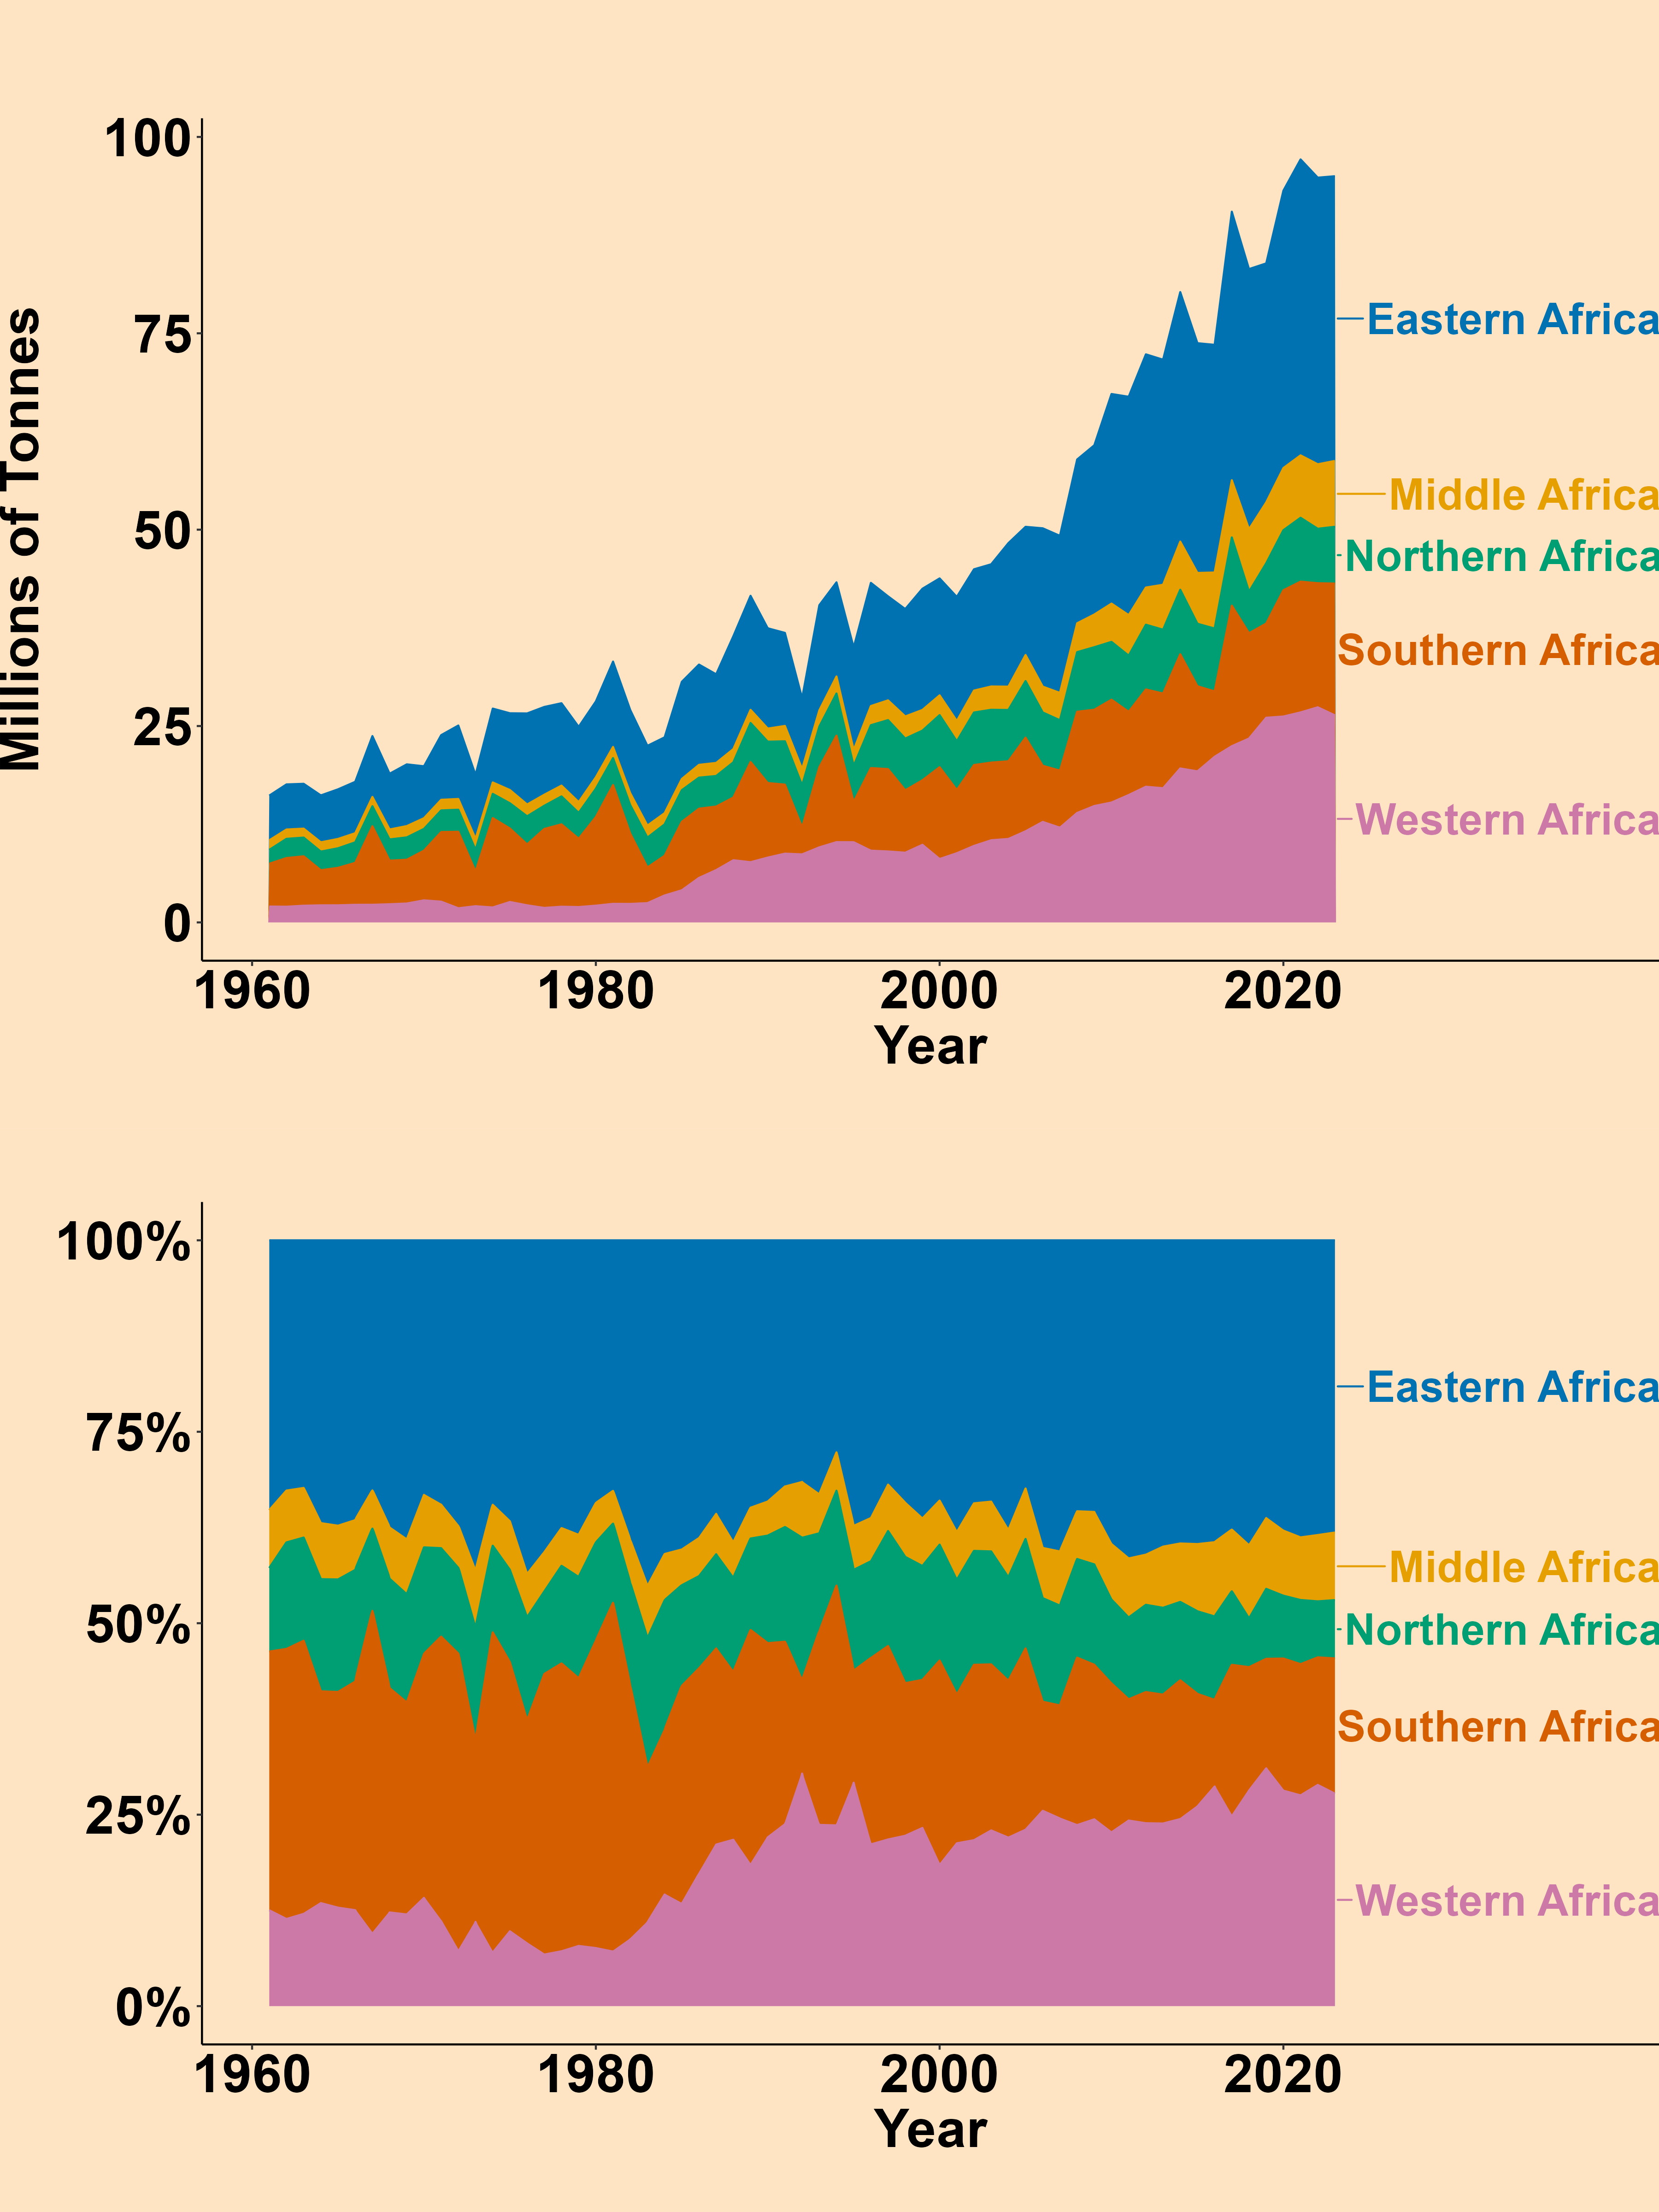 100
75
50
25
0
Millions of Tonnes
Eastern Africa
Middle Africa
Northern Africa
Southern Africa
Western Africa
1960 1980 2000 2020
Year
100%
75%
50%
25%
0%
Eastern Africa
Middle Africa
Northern Africa
Southern Africa
Western Africa
1960 1980 2000 2020
Year